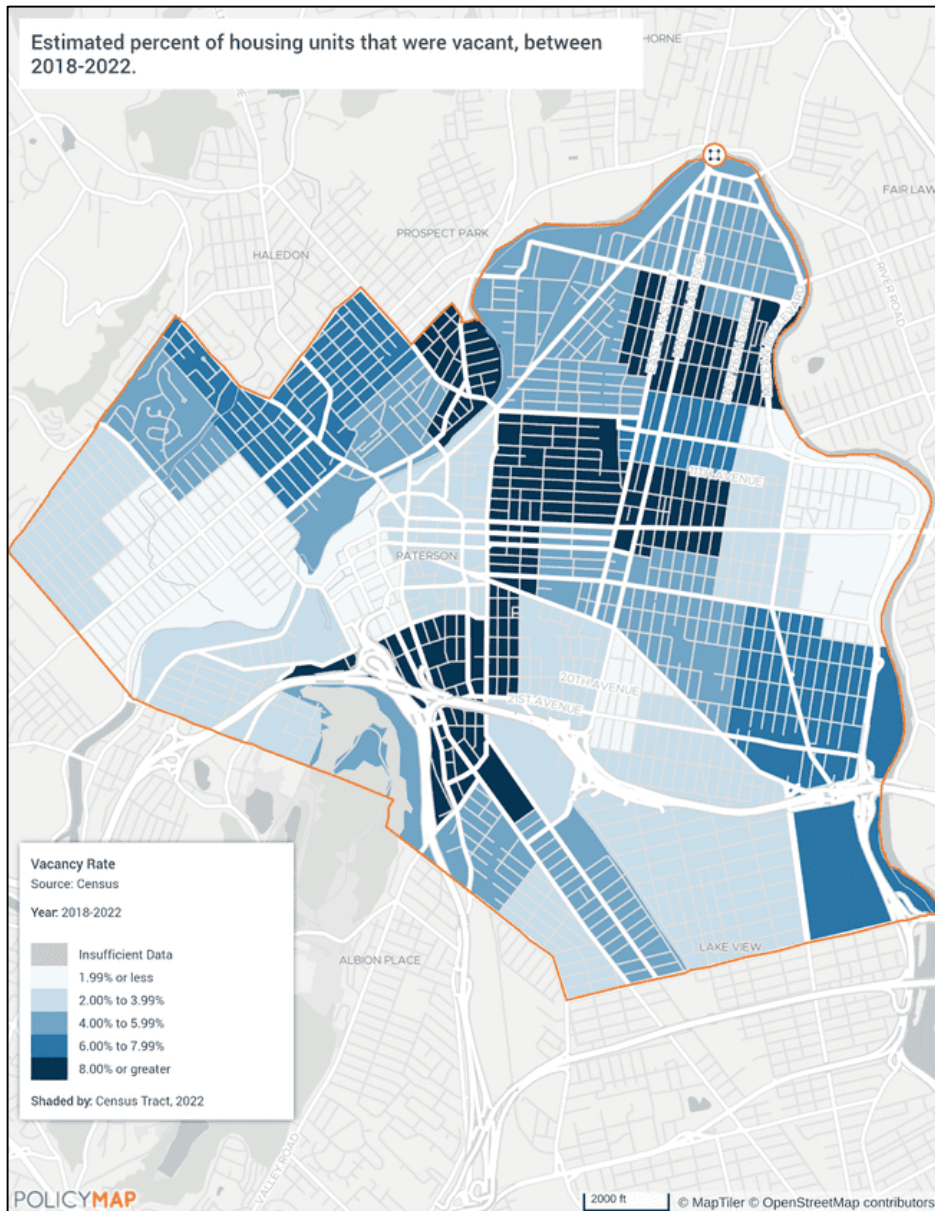 Estimated percent of housing units that were vacant, between
2018-2022.
HORNE
FAIR LAW
PROSPECT PARK
HALEDON
RIVER ROAD
11TH AVENUE
PATERSON
20TH AVENUE
21ST AVENUE
LAKE VIEW
ALBION PLACE
VALLEY ROAD
Vacancy Rate
Source: Census
Year: 2018-2022
Insufficient Data
1.99% or less
2.00% to 3.99%
4.00% to 5.99%
6.00% to 7.99%
8.00% or greater
Shaded by: Census Tract, 2022
POLICYMAP
2000 ft
© MapTiler © OpenStreetMap contributors